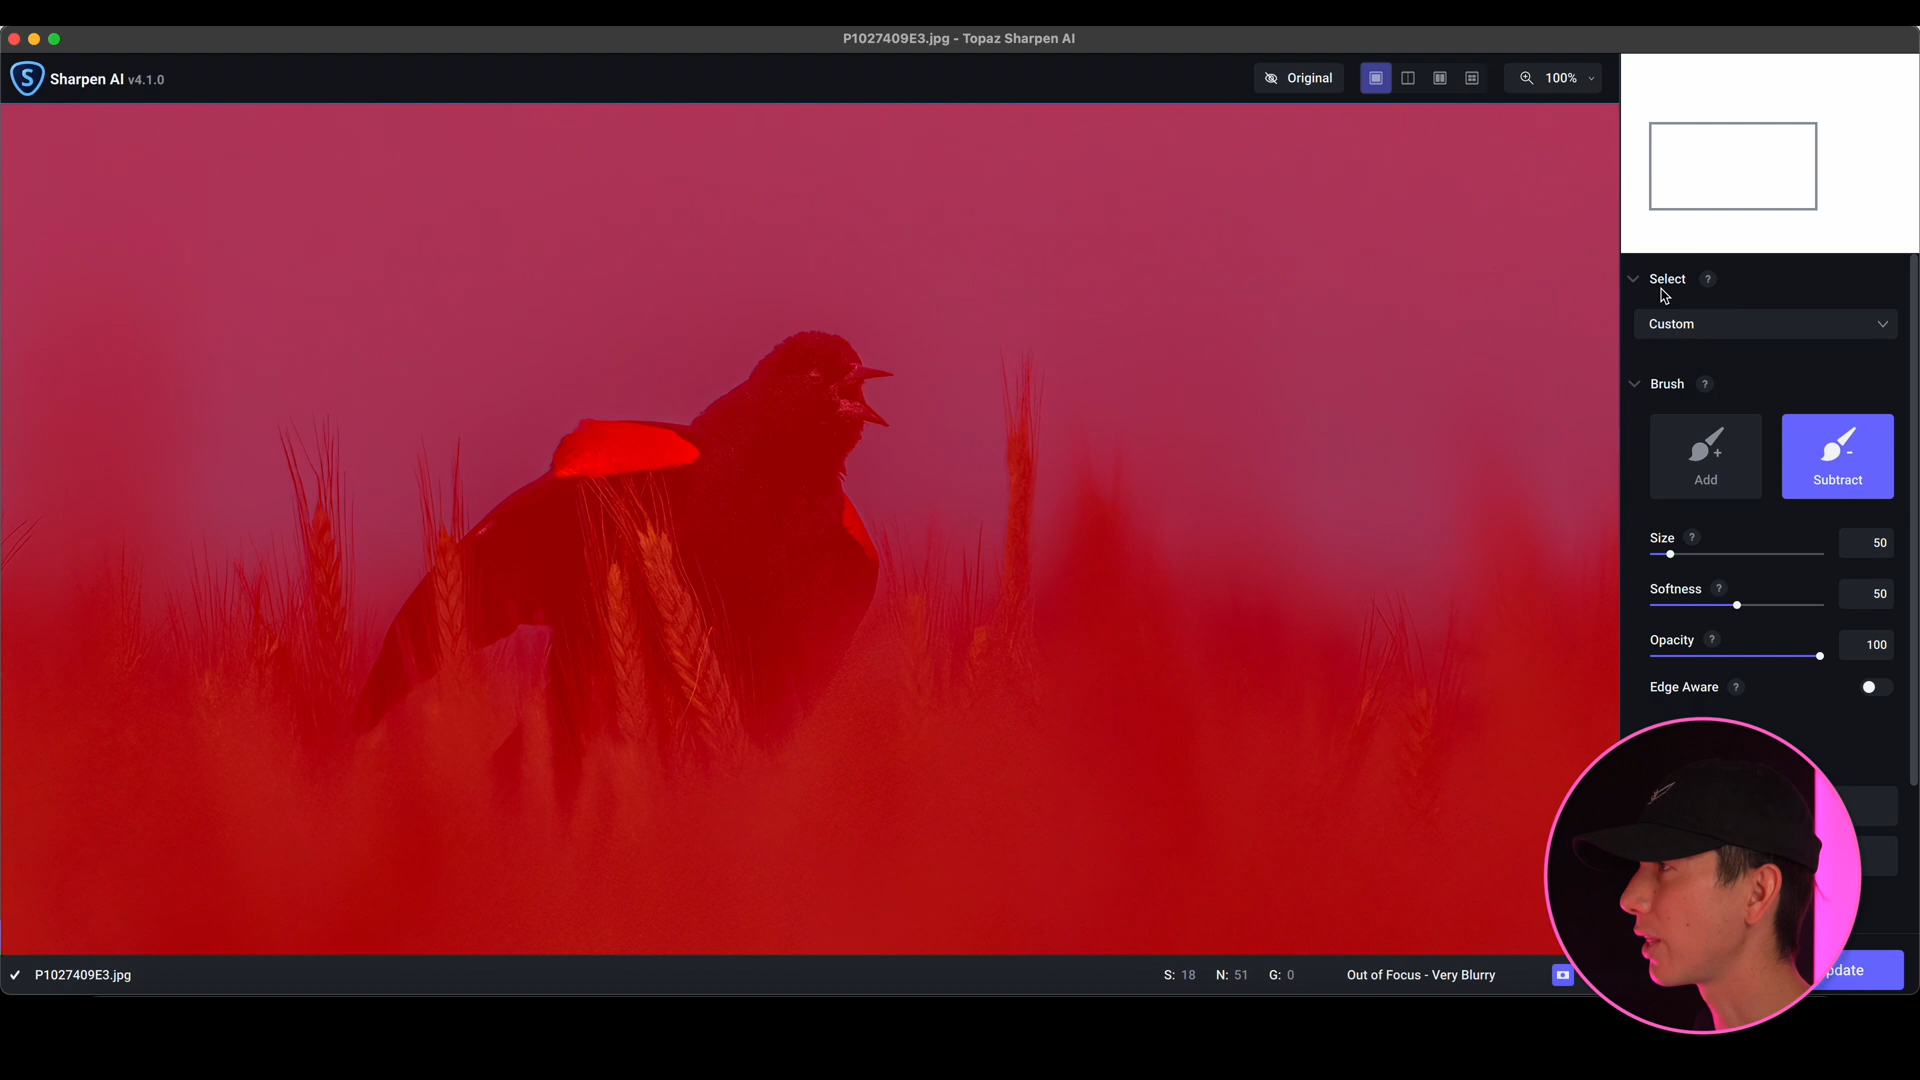 P1027409E3.jpg - Topaz Sharpen AI
S Sharpen AI v4.1.0
Original
100%
Select ?
Custom
Brush ?
Add
Subtract
Size ? 50
Softness ? 50
Opacity ? 100
Edge Aware ?
P1027409E3.jpg
S: 18 N: 51 G: 0
Out of Focus - Very Blurry
pdate